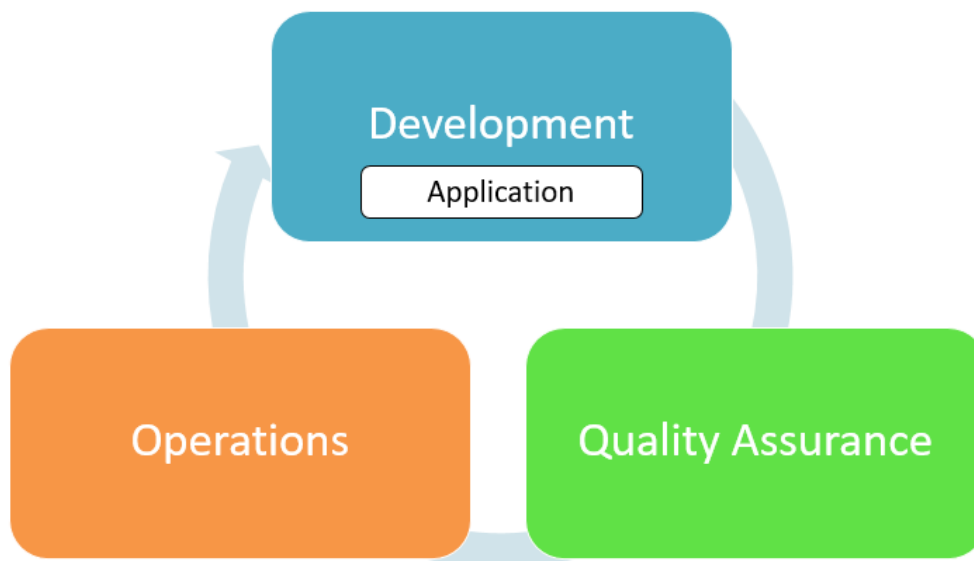 Development
Application
Operations
Quality Assurance